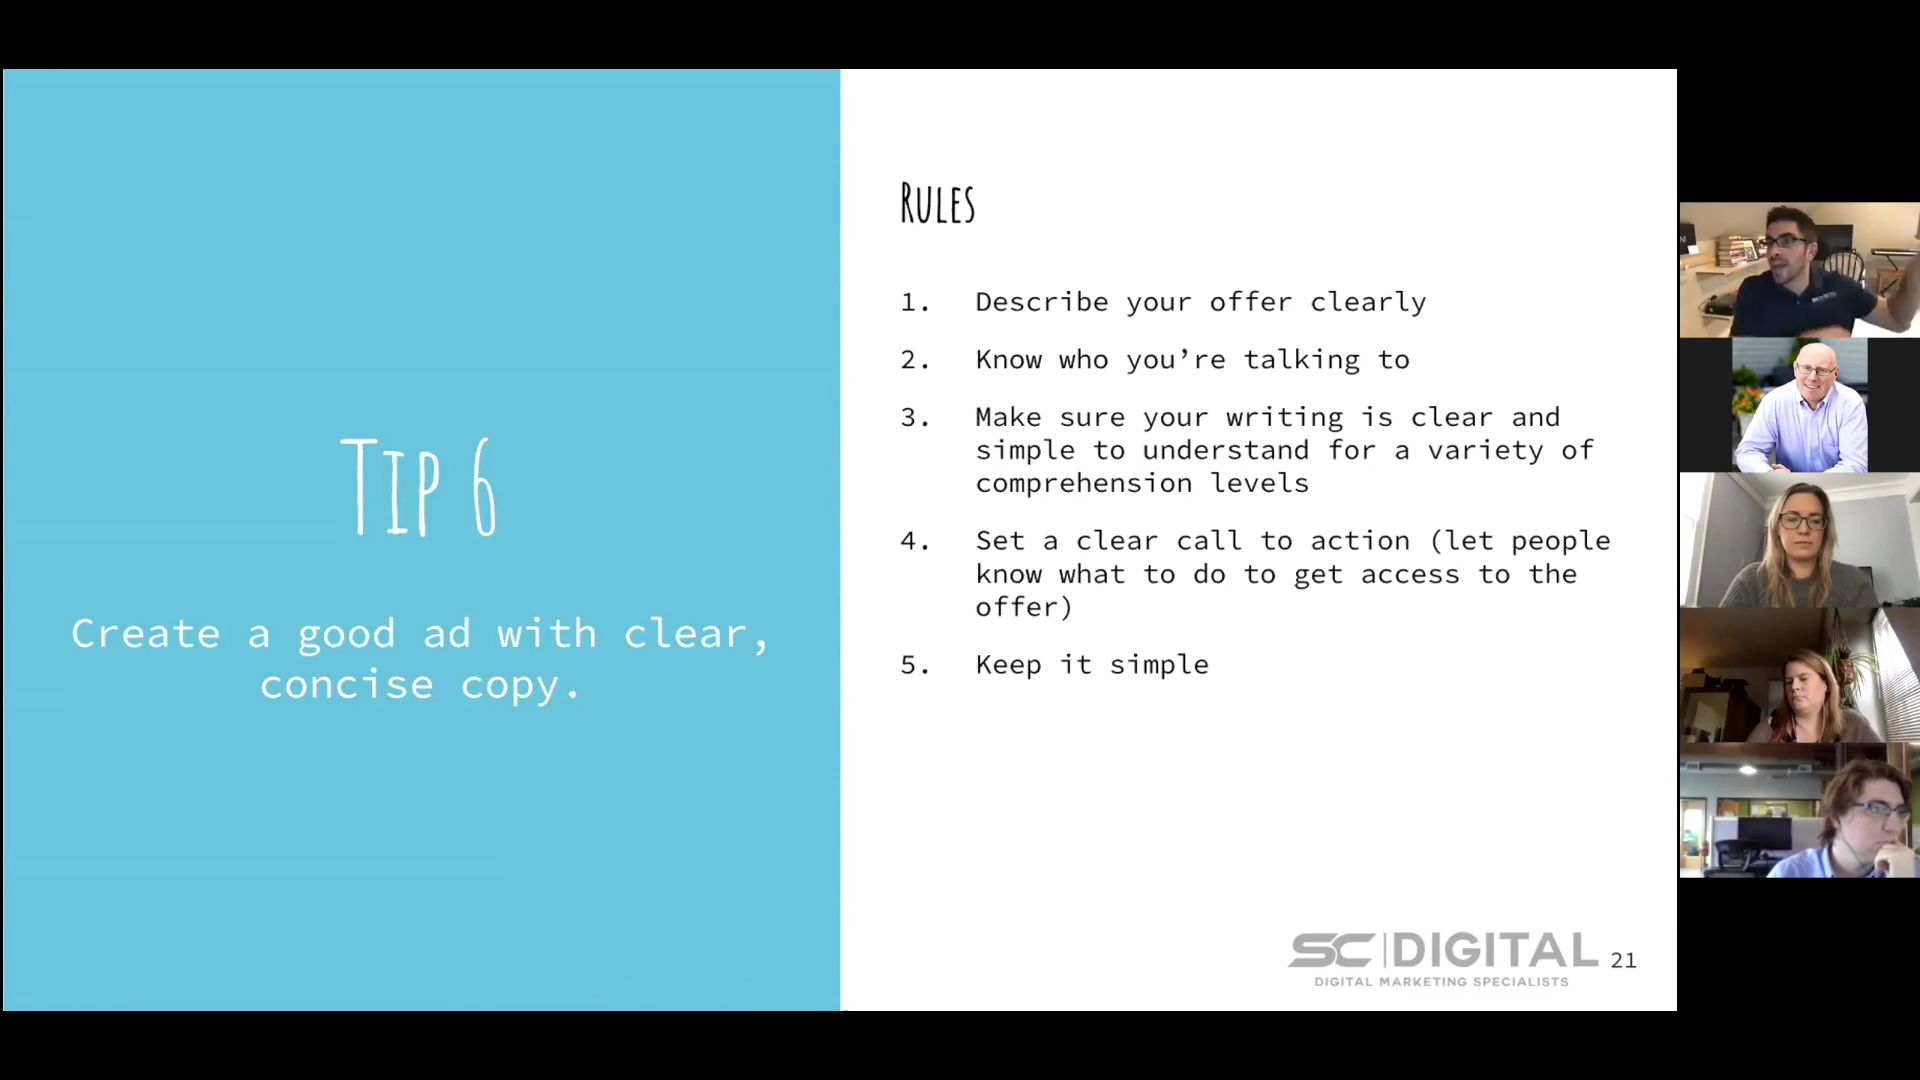 Tip 6
Create a good ad with clear,
concise copy.
Rules
1. Describe your offer clearly
2. Know who you’re talking to
3. Make sure your writing is clear and
simple to understand for a variety of
comprehension levels
4. Set a clear call to action (let people
know what to do to get access to the
offer)
5. Keep it simple
SC|DIGITAL
DIGITAL MARKETING SPECIALISTS
21